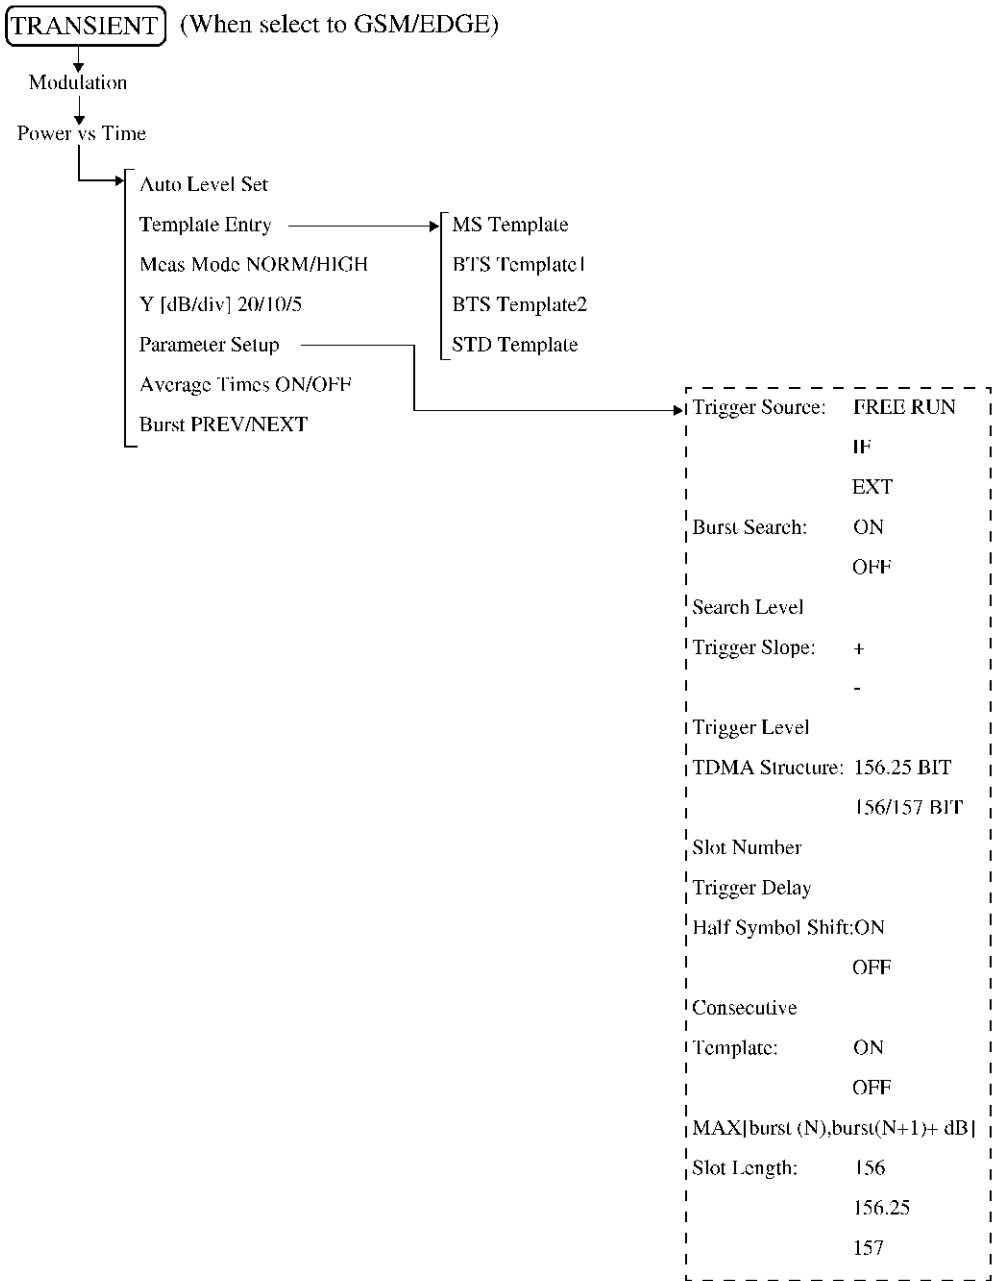 TRANSIENT (When select to GSM/EDGE)
Modulation
Power vs Time
Auto Level Set
Template Entry
Meas Mode NORM/HIGH
Y [dB/div] 20/10/5
Parameter Setup
Average Times ON/OFF
Burst PREV/NEXT
MS Template
BTS Template1
BTS Template2
STD Template
Trigger Source: FREE RUN
IF
EXT
Burst Search: ON
OFF
Search Level
Trigger Slope: +
-
Trigger Level
TDMA Structure: 156.25 BIT
156/157 BIT
Slot Number
Trigger Delay
Half Symbol Shift:ON
OFF
Consecutive
Template: ON
OFF
MAX[burst (N),burst(N+1)+ dB]
Slot Length: 156
156.25
157